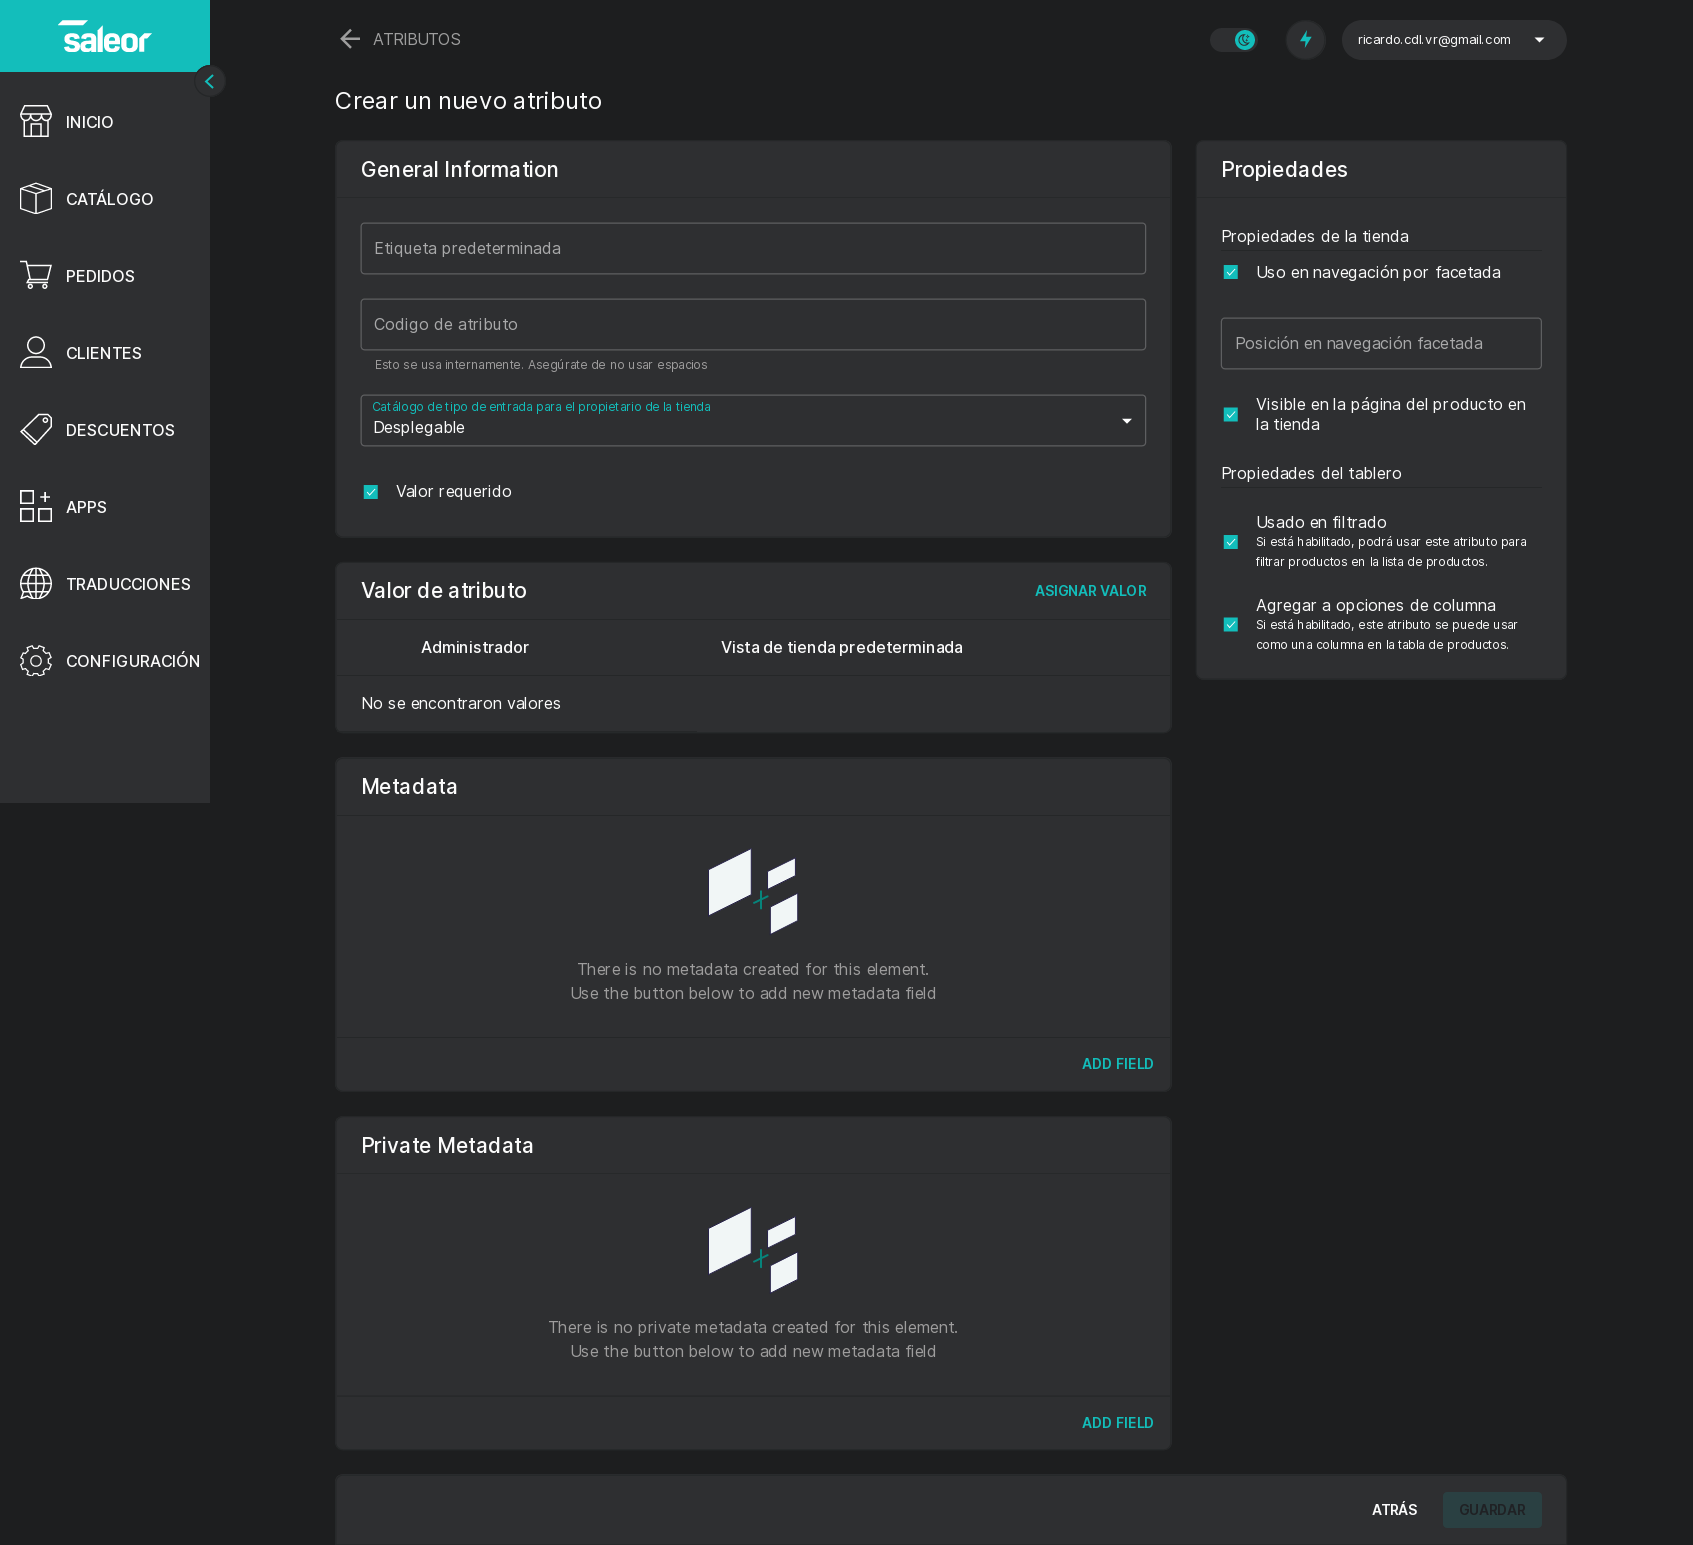 saleor
INICIO
CATÁLOGO
PEDIDOS
CLIENTES
DESCUENTOS
APPS
TRADUCCIONES
CONFIGURACIÓN
ATRIBUTOS
ricardo.cdl.vr@gmail.com
Crear un nuevo atributo
General Information
Etiqueta predeterminada
Codigo de atributo
Esto se usa internamente. Asegúrate de no usar espacios
Catálogo de tipo de entrada para el propietario de la tienda
Desplegable
Valor requerido
Valor de atributo
ASIGNAR VALOR
Administrador
Vista de tienda predeterminada
No se encontraron valores
Metadata
There is no metadata created for this element.
Use the button below to add new metadata field
ADD FIELD
Private Metadata
There is no private metadata created for this element.
Use the button below to add new metadata field
ADD FIELD
Propiedades
Propiedades de la tienda
Uso en navegación por facetada
Posición en navegación facetada
Visible en la página del producto en
la tienda
Propiedades del tablero
Usado en filtrado
Si está habilitado, podrá usar este atributo para
filtrar productos en la lista de productos.
Agregar a opciones de columna
Si está habilitado, este atributo se puede usar
como una columna en la tabla de productos.
ATRÁS
GUARDAR